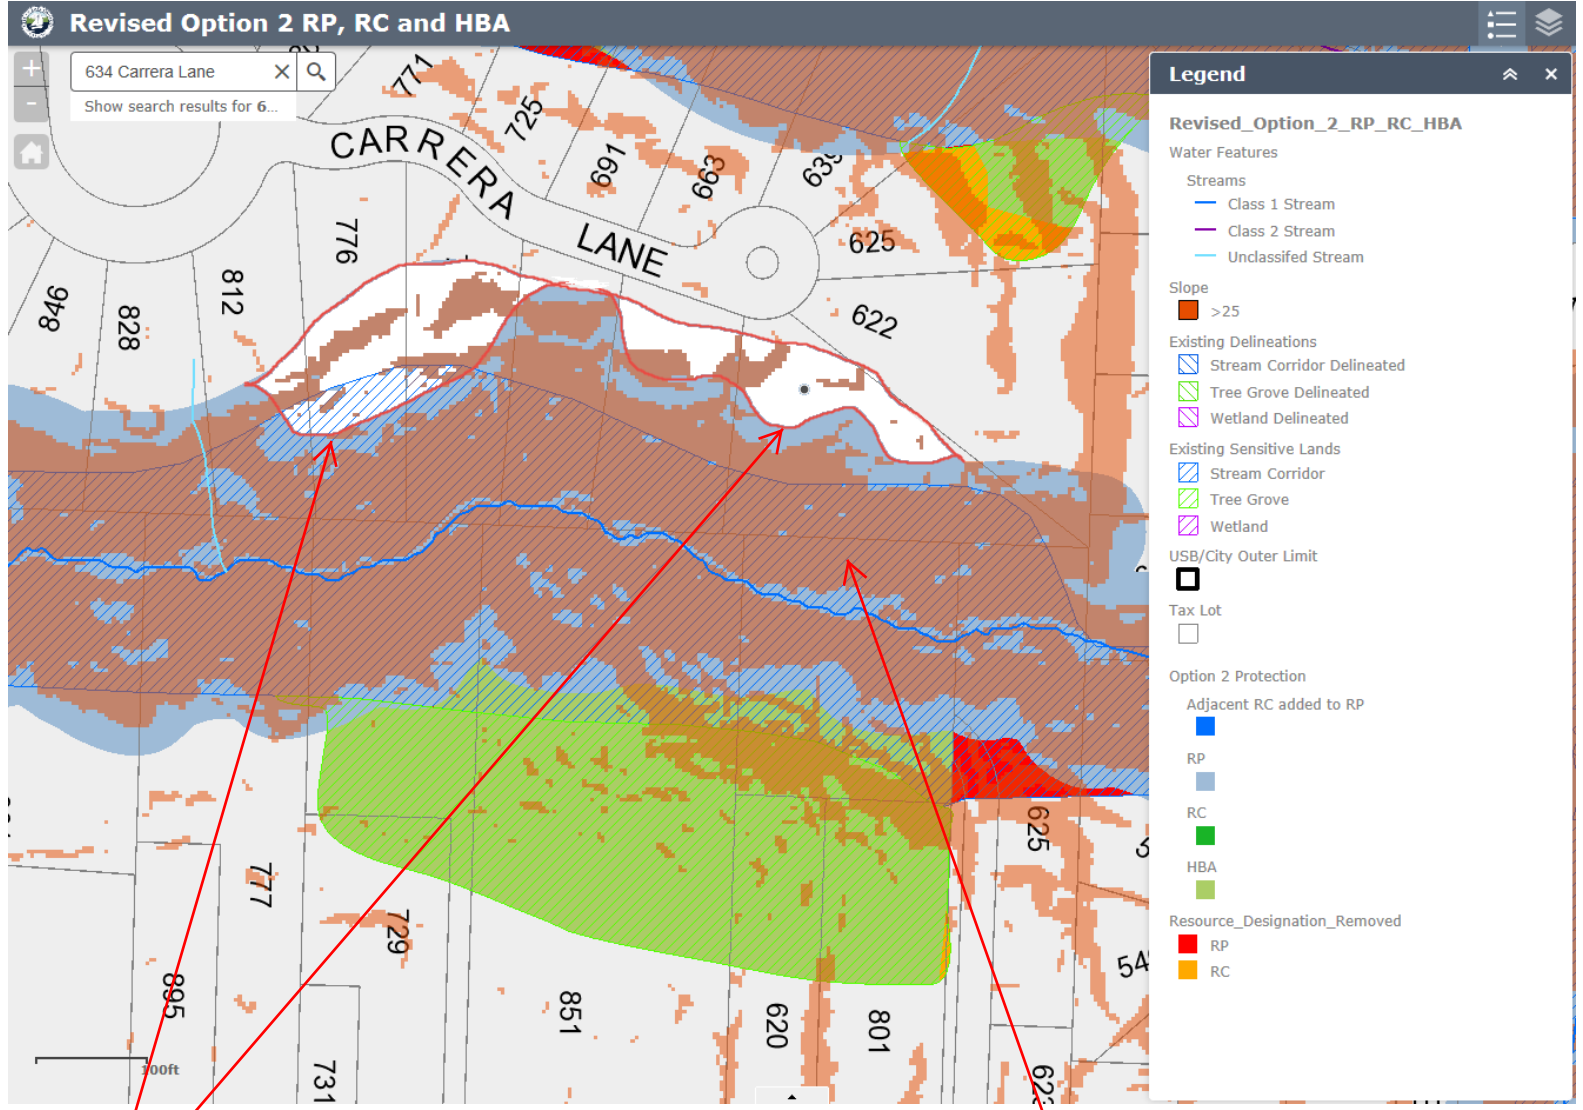 Revised Option 2 RP, RC and HBA
+
-
634 Carrera Lane
Show search results for 6...
771
725
691
663
639
CARRERA
LANE
625
622
776
812
828
846
777
729
895
731
851
620
801
625
54
100ft
Legend
Revised_Option_2_RP_RC_HBA
Water Features
Streams
Class 1 Stream
Class 2 Stream
Unclassifed Stream
Slope
>25
Existing Delineations
Stream Corridor Delineated
Tree Grove Delineated
Wetland Delineated
Existing Sensitive Lands
Stream Corridor
Tree Grove
Wetland
USB/City Outer Limit
Tax Lot
Option 2 Protection
Adjacent RC added to RP
RP
RC
HBA
Resource_Designation_Removed
RP
RC